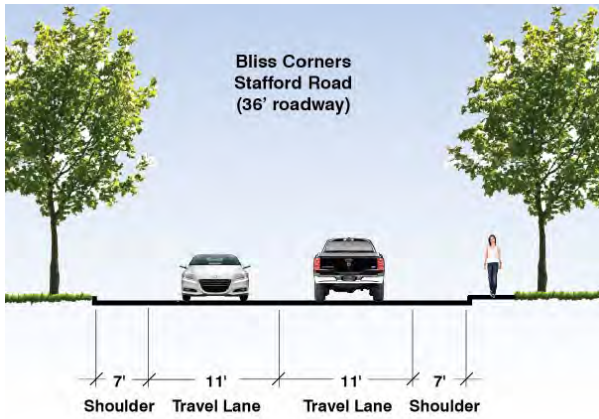 Bliss Corners
Stafford Road
(36' roadway)
7' 11' 11' 7'
Shoulder Travel Lane Travel Lane Shoulder